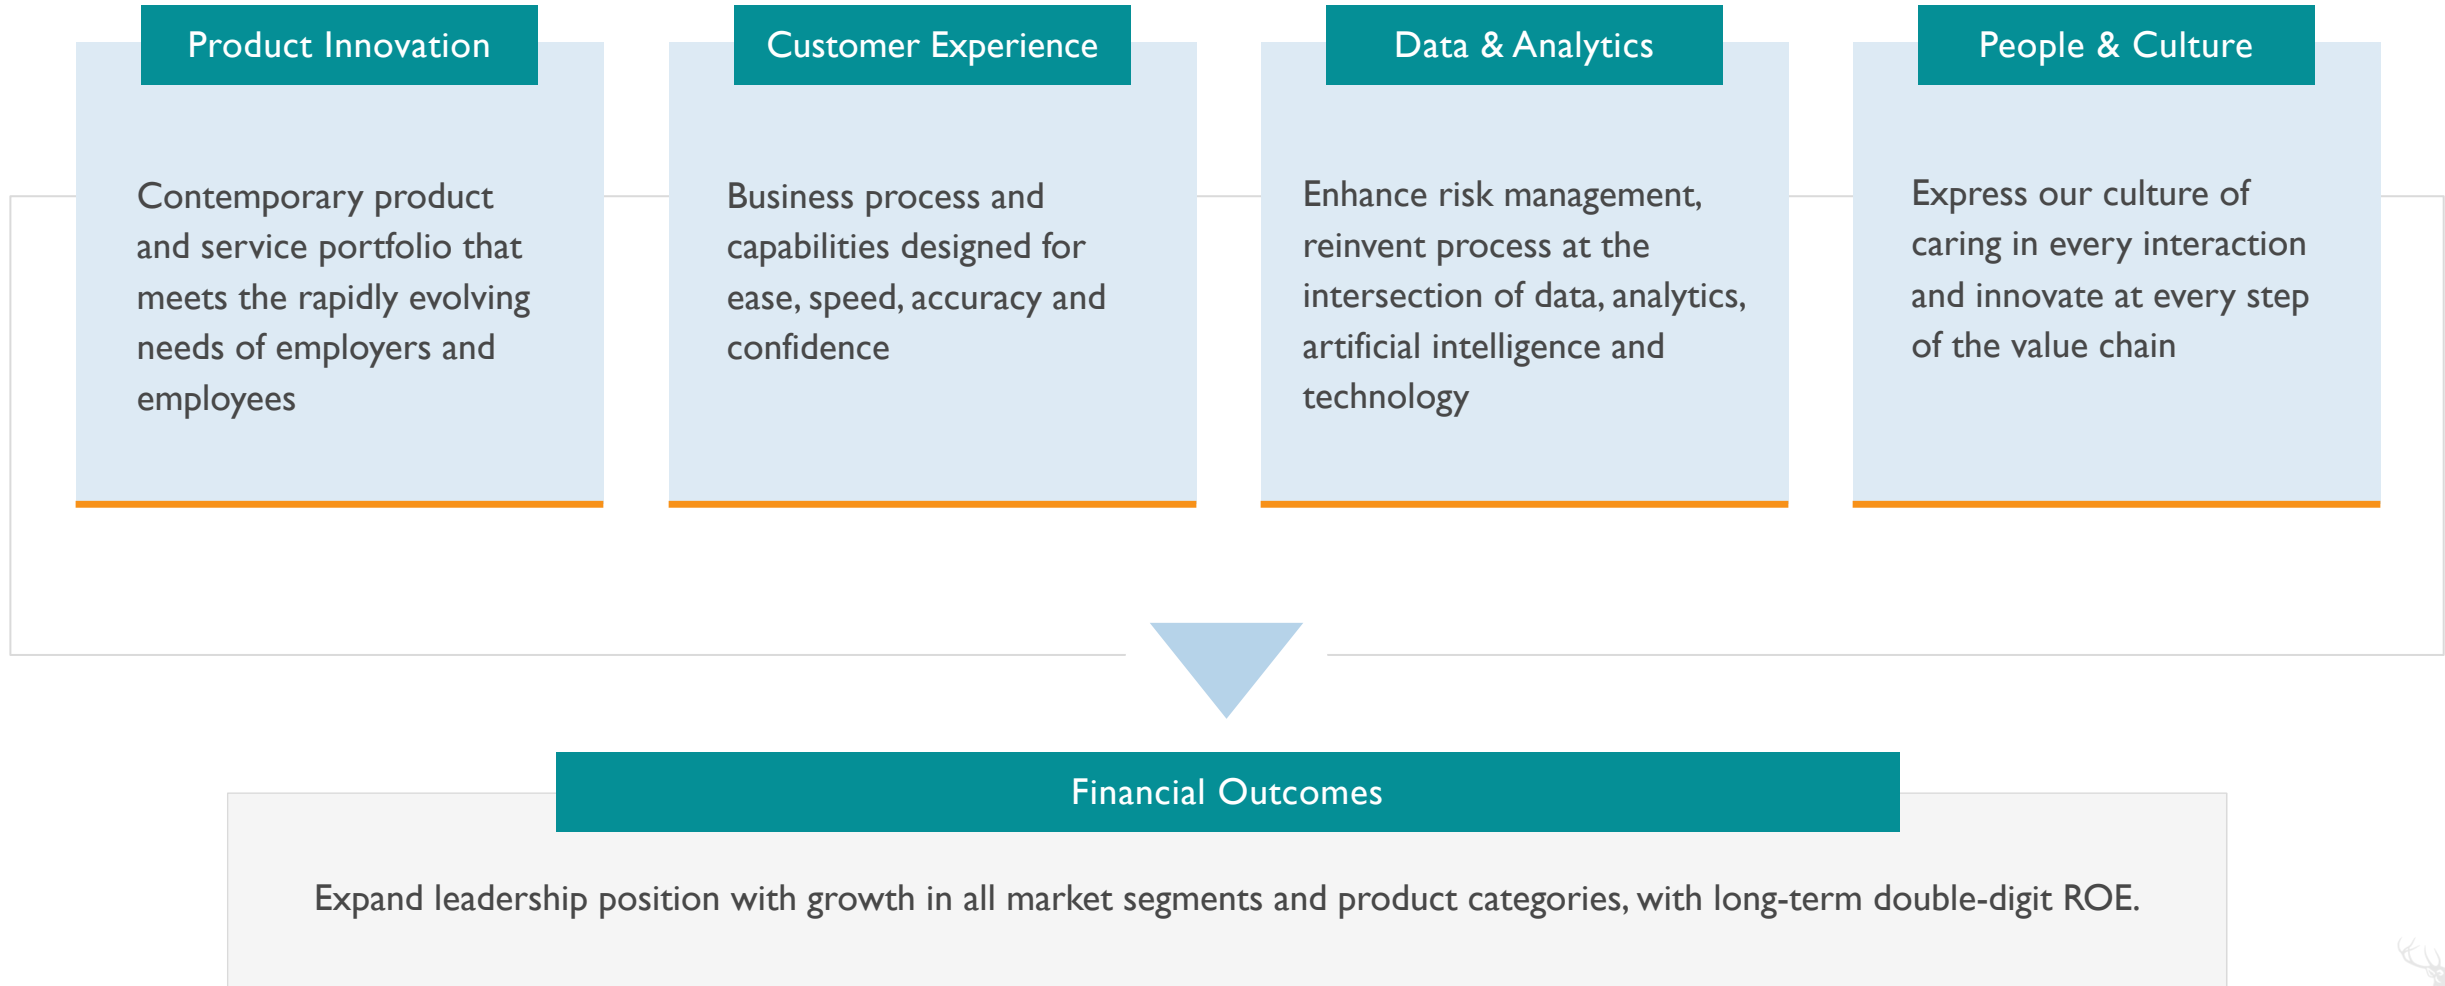 Product Innovation
Contemporary product
and service portfolio that
meets the rapidly evolving
needs of employers and
employees
Customer Experience
Business process and
capabilities designed for
ease, speed, accuracy and
confidence
Data & Analytics
Enhance risk management,
reinvent process at the
intersection of data, analytics,
artificial intelligence and
technology
People & Culture
Express our culture of
caring in every interaction
and innovate at every step
of the value chain
Financial Outcomes
Expand leadership position with growth in all market segments and product categories, with long-term double-digit ROE.